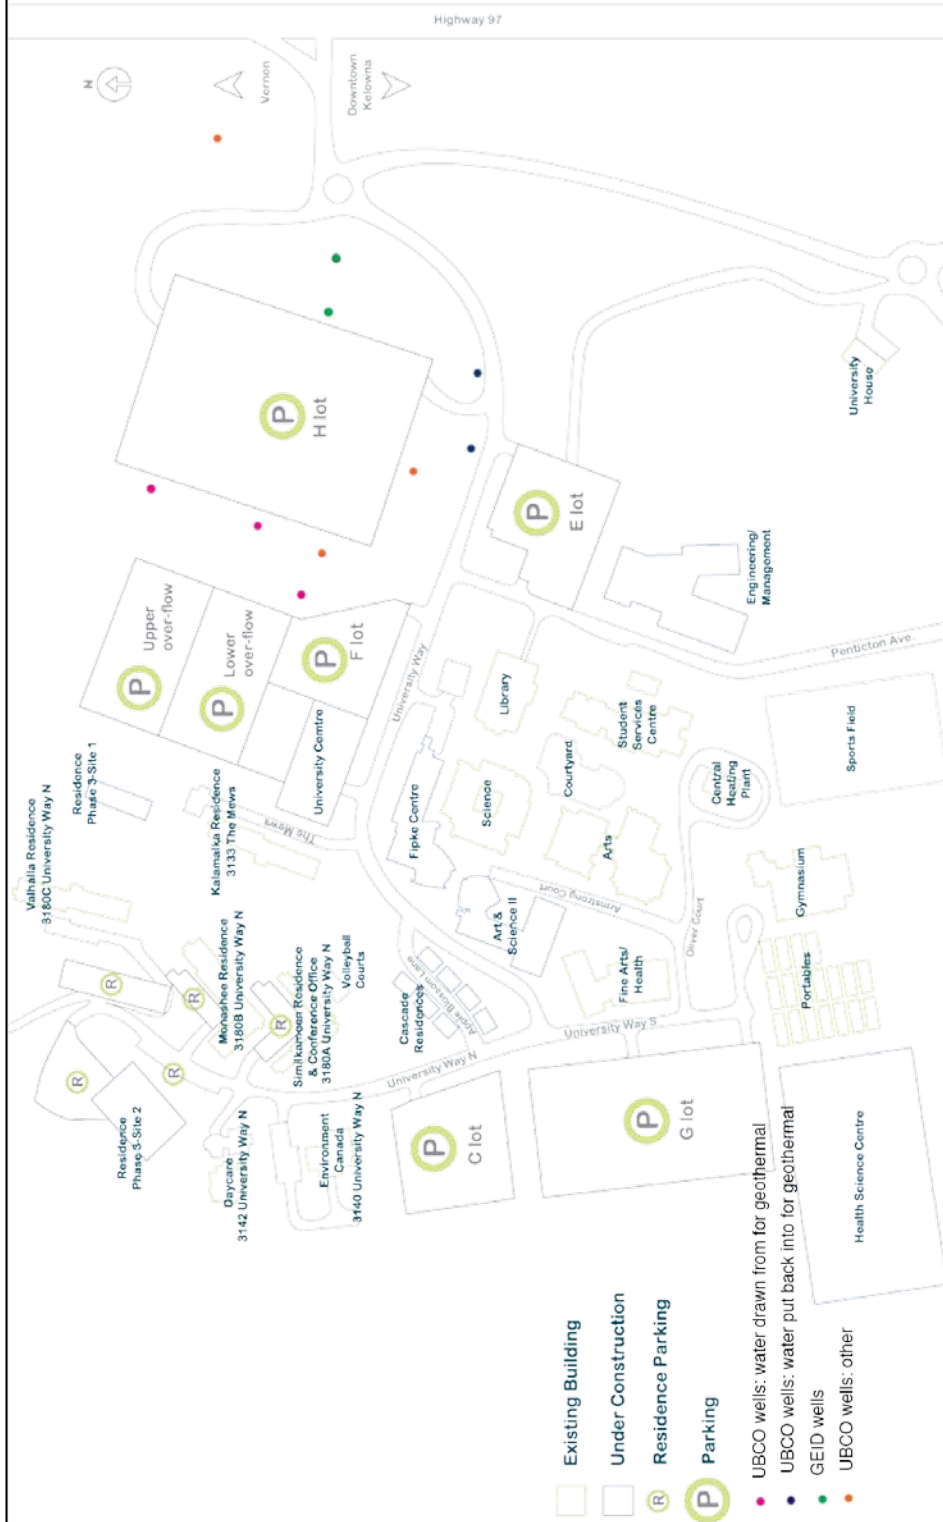 Highway 97
N
Vernon
Downtown
Kelowna
P
H lot
University
House
P
E lot
Engineering/
Management
P
Upper
over-flow
P
Lower
over-flow
P
F lot
University Way
Penticton Ave.
Library
Student
Services
Centre
Residence
Phase 3-Site 1
University Comtre
Courtyard
Central
Heating
Plant
Sports Field
Valhalla Residence
3180C University Way N
Kalamalka Residence
3133 The Mews
The Mews
Fipke Centre
Science
Arts
Armstrong Court
Oliver Court
Gymnasium
Art &
Science II
Fine Arts/
Health
Portables
R
R
R
R
R
Monashee Residence
3180B University Way N
Similkameen Residence
& Conference Office
3180A University Way N
Volleyball
Courts
Cascade
Residences
Apple Blossom Lane
University Way N
University Way S
Residence
Phase 3-Site 2
Daycare
3142 University Way N
Environment
Canada
3140 University Way N
P
C lot
P
G lot
Health Science Centre
Existing Building
Under Construction
R Residence Parking
P Parking
UBCO wells: water drawn from for geothermal
UBCO wells: water put back into for geothermal
GEID wells
UBCO wells: other